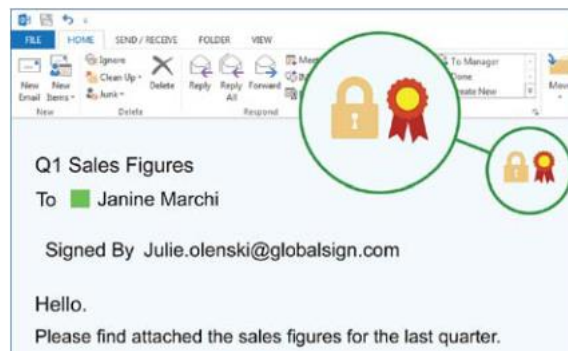 FILE HOME SEND / RECEIVE FOLDER VIEW
Ignore
Clean Up
Junk
New Email
New Items
Delete
Reply
Reply All
Forward
To Manager
Done
Create New
Move
New Delete Respond
Q1 Sales Figures
To Janine Marchi
Signed By Julie.olenski@globalsign.com
Hello.
Please find attached the sales figures for the last quarter.